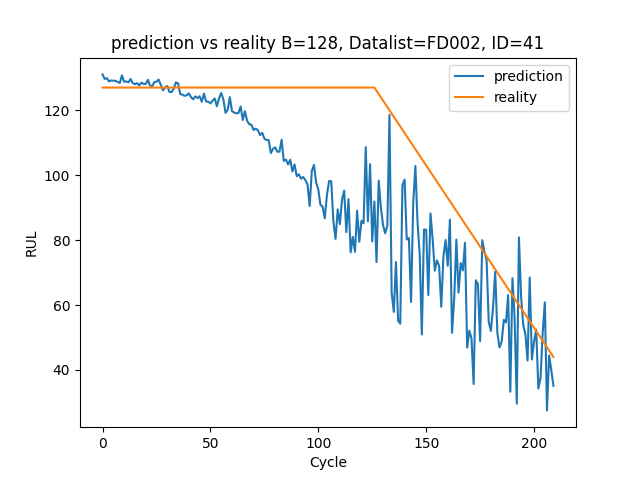 prediction vs reality B=128, Datalist=FD002, ID=41
prediction
reality
120
100
80
60
40
RUL
0
50
100
150
200
Cycle